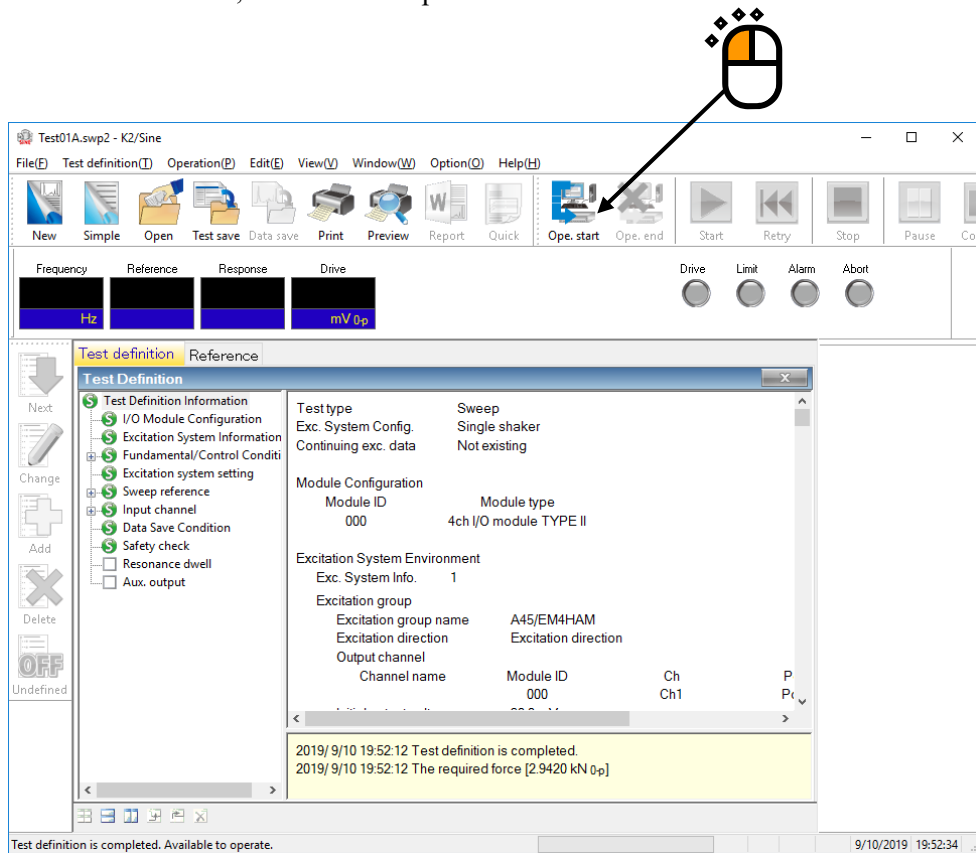 Test01A.swp2 - K2/Sine
File(F) Test definition(T) Operation(P) Edit(E) View(V) Window(W) Option(O) Help(H)
New Simple Open Test save Data save Print Preview Report Quick Ope. start Ope. end Start Retry Stop Pause
Frequency Reference Response Drive Drive Limit Alarm Abort
Hz mV 0-p
Test definition Reference
Test Definition
Next
Change
Add
Delete
OFF
Undefined
Test Definition Information
I/O Module Configuration
Excitation System Information
Fundamental/Control Conditi
Excitation system setting
Sweep reference
Input channel
Data Save Condition
Safety check
Resonance dwell
Aux. output
Test type Sweep
Exc. System Config. Single shaker
Continuing exc. data Not existing
Module Configuration
Module ID Module type
000 4ch I/O module TYPE II
Excitation System Environment
Exc. System Info. 1
Excitation group
Excitation group name A45/EM4HAM
Excitation direction Excitation direction
Output channel
Channel name Module ID Ch P
000 Ch1
2019/ 9/10 19:52:12 Test definition is completed.
2019/ 9/10 19:52:12 The required force [2.9420 kN 0-p]
Test definition is completed. Available to operate. 9/10/2019 19:52:34